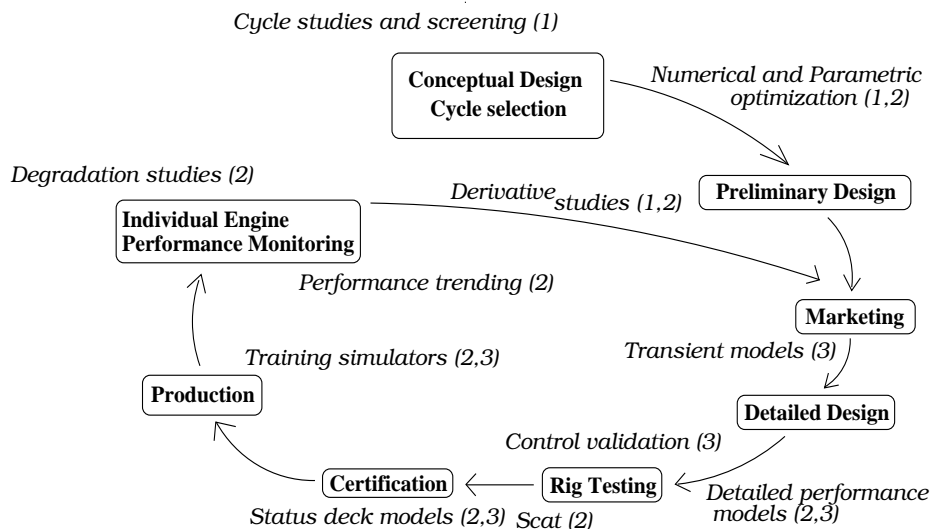 Cycle studies and screening (1)
Conceptual Design
Cycle selection
Numerical and Parametric
optimization (1,2)
Degradation studies (2)
Derivative
studies (1,2)
Preliminary Design
Individual Engine
Performance Monitoring
Performance trending (2)
Marketing
Transient models (3)
Training simulators (2,3)
Production
Detailed Design
Control validation (3)
Certification
Rig Testing
Detailed performance
models (2,3)
Status deck models (2,3)
Scat (2)